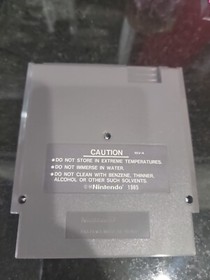 CAUTION
● DO NOT STORE IN EXTREME TEMPERATURES.
● DO NOT IMMERSE IN WATER.
● DO NOT CLEAN WITH BENZENE, THINNER,
ALCOHOL OR OTHER SUCH SOLVENTS.
©Nintendo 1985